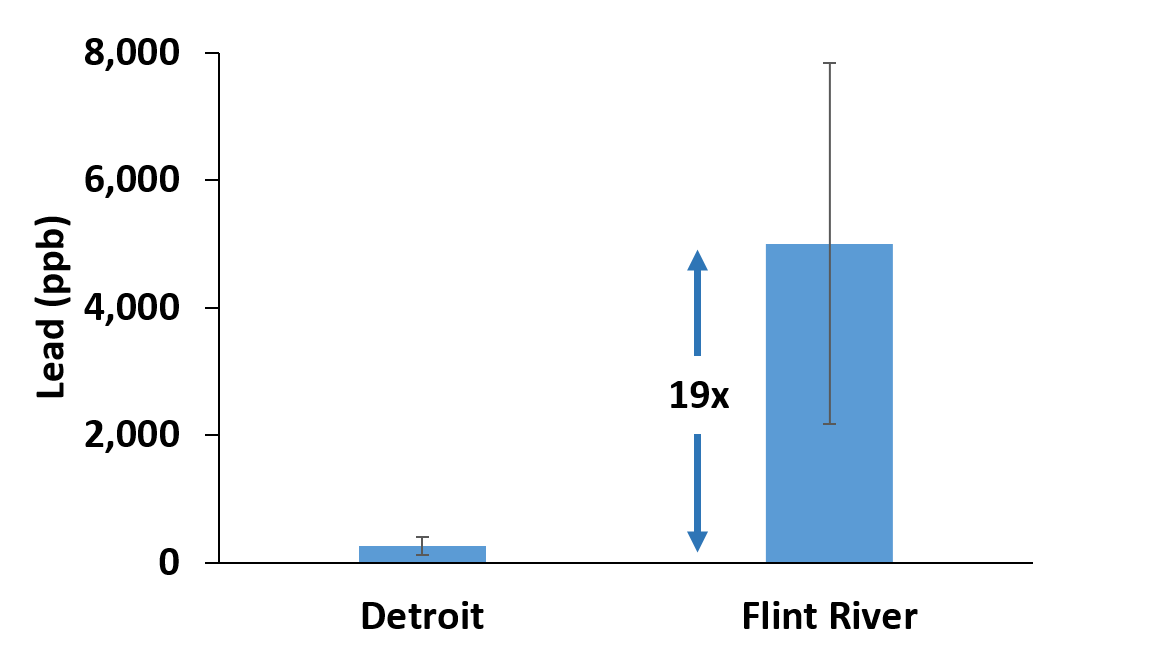 8,000
6,000
4,000
2,000
0
Lead (ppb)
19x
Detroit
Flint River